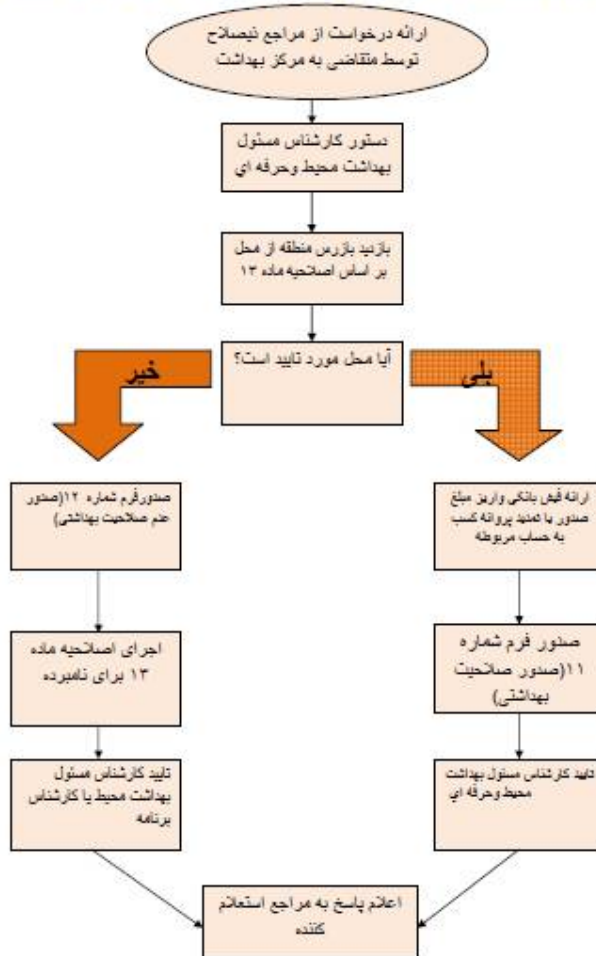 ارائه درخواست از مراجع ذیصلاح
توسط متقاضی به مرکز بهداشت
دستور کارشناس مسئول
بهداشت محیط وحرفه اي
بازدید بازرس منطقه از محل
بر اساس اصلاحیه ماده ۱۳
آیا محل مورد تایید است؟
بلی
خیر
ارائه فیش بانکی واریز مبلغ
صدور یا تمدید پروانه کسب
به حساب مربوطه
صدور فرم شماره
۱۱(صدور صلاحیت
بهداشتی)
تایید کارشناس مسئول بهداشت
محیط وحرفه اي
صدورفرم شماره ۱۲(صدور
عدم صلاحیت بهداشتی)
اجرای اصلاحیه ماده
۱۳ برای نامبرده
تایید کارشناس مسئول
بهداشت محیط یا کارشناس
برنامه
اعلام پاسخ به مراجع استعلام
کننده